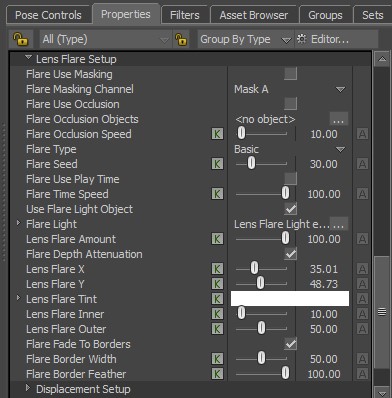 Pose Controls Properties Filters Asset Browser Groups Sets
All (Type) Group By Type Editor...
Lens Flare Setup
Flare Use Masking
Flare Masking Channel Mask A
Flare Use Occlusion
Flare Occlusion Objects <no object> ...
Flare Occlusion Speed K 10.00 A
Flare Type Basic
Flare Seed K 30.00 A
Flare Use Play Time
Flare Time Speed K 100.00 A
Use Flare Light Object
Flare Light Lens Flare Light e... ...
Lens Flare Amount K 100.00 A
Flare Depth Attenuation
Lens Flare X K 35.01 A
Lens Flare Y K 48.73 A
Lens Flare Tint K A
Lens Flare Inner K 10.00 A
Lens Flare Outer K 50.00 A
Flare Fade To Borders
Flare Border Width K 50.00 A
Flare Border Feather K 100.00 A
Displacement Setup